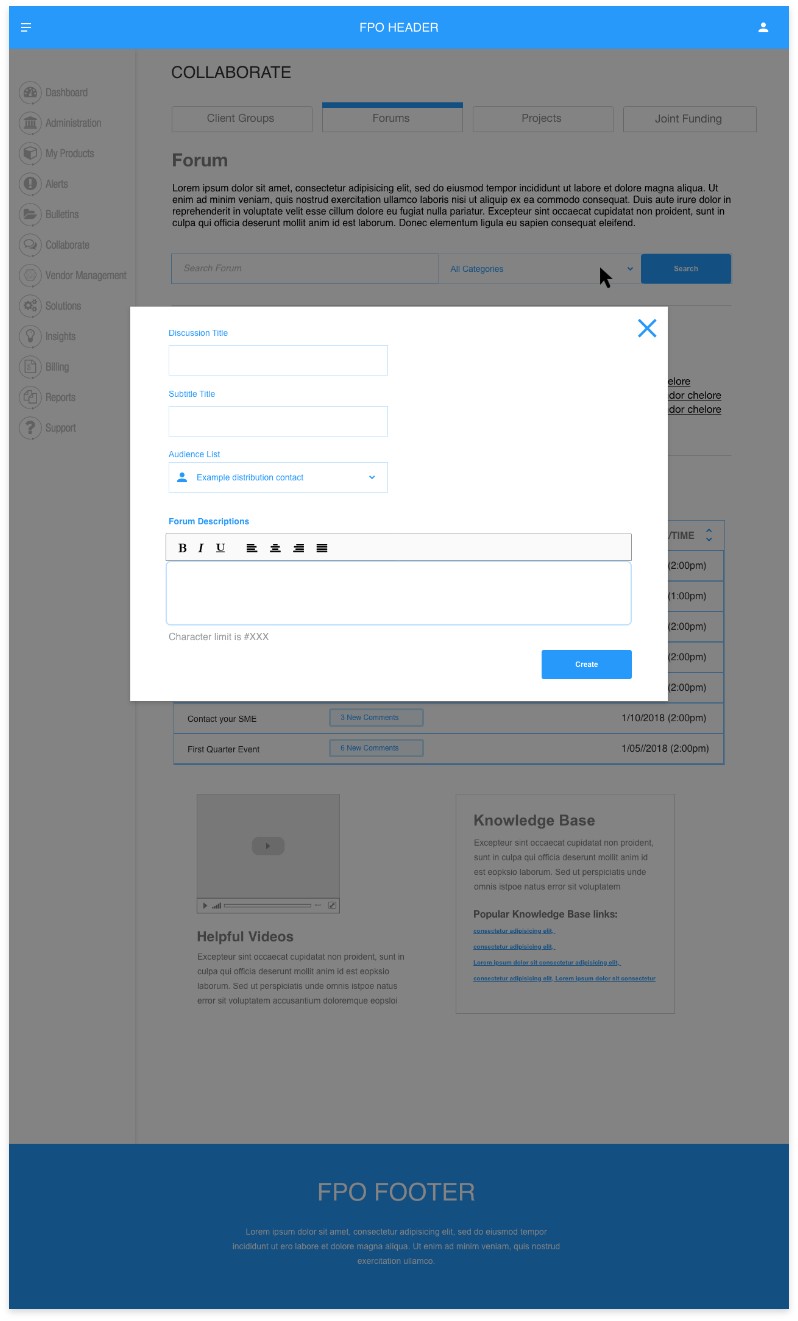 FPO HEADER
COLLABORATE
Dashboard
Administration
My Products
Alerts
Bulletins
Collaborate
Vendor Management
Solutions
Insights
Billing
Reports
Support
Client Groups
Forums
Projects
Joint Funding
Forum
Lorem ipsum dolor sit amet, consectetur adipisicing elit, sed do eiusmod tempor incididunt ut labore et dolore magna aliqua. Ut
enim ad minim veniam, quis nostrud exercitation ullamco laboris nisi ut aliquip ex ea commodo consequat. Duis aute irure dolor in
reprehenderit in voluptate velit esse cillum dolore eu fugiat nulla pariatur. Excepteur sint occaecat cupidatat non proident, sunt in
culpa qui officia deserunt mollit anim id est laborum. Donec elementum ligula eu sapien consequat eleifend.
Search Forum
All Categories
Search
Discussion Title
Subtitle Title
Audience List
Example distribution contact
Forum Descriptions
B I U
Character limit is #XXX
Create
elore
dor chelore
dor chelore
/TIME
(2:00pm)
(1:00pm)
(2:00pm)
(2:00pm)
(2:00pm)
Contact your SME
3 New Comments
1/10/2018 (2:00pm)
First Quarter Event
6 New Comments
1/05//2018 (2:00pm)
Helpful Videos
Excepteur sint occaecat cupidatat non proident, sunt in
culpa qui officia deserunt mollit anim id est eopksio
laborum. Sed ut perspiciatis unde omnis istpoe natus
error sit voluptatem accusantium doloremque eopsloi
Knowledge Base
Excepteur sint occaecat cupidatat non proident,
sunt in culpa qui officia deserunt mollit anim id
est eopksio laborum. Sed ut perspiciatis unde
omnis istpoe natus error sit voluptatem
Popular Knowledge Base links:
consectetur adipisicing elit,
consectetur adipisicing elit,
Lorem ipsum dolor sit consectetur adipisicing elit,
consectetur adipisicing elit, Lorem ipsum dolor sit consectetur
FPO FOOTER
Lorem ipsum dolor sit amet, consectetur adipisicing elit, sed do eiusmod tempor
incididunt ut ero labore et dolore magna aliqua. Ut enim ad minim veniam, quis nostrud
exercitation ullamco.